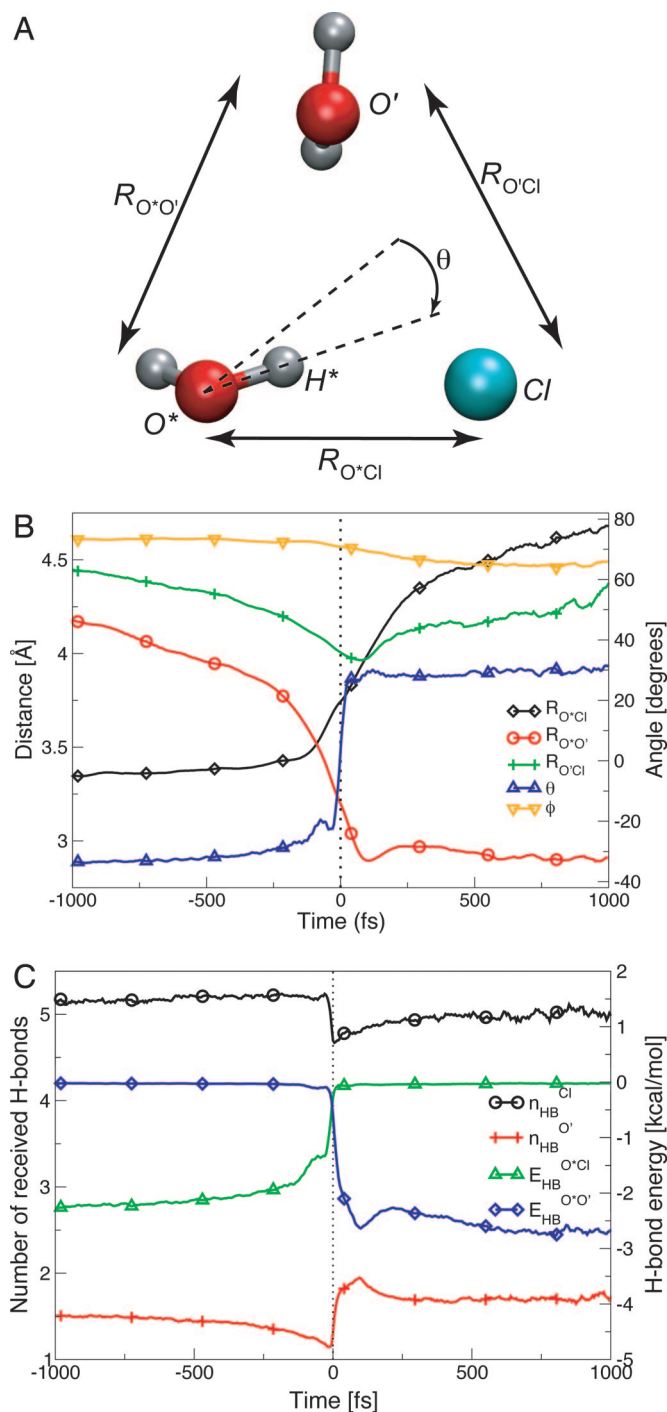 A
O'
R_O*O'
R_O'Cl
θ
H*
Cl
O*
R_O*Cl
B
4.5
4
3.5
3
Distance [Å]
80
60
40
20
0
-20
-40
Angle [degrees]
R_O*Cl
R_O*O'
R_O'Cl
θ
ϕ
-1000 -500 0 500 1000
Time (fs)
C
5
4
3
2
1
Number of received H-bonds
2
1
0
-1
-2
-3
-4
-5
H-bond energy [kcal/mol]
n_HB^Cl
n_HB^O'
E_HB^O*Cl
E_HB^O*O'
-1000 -500 0 500 1000
Time [fs]